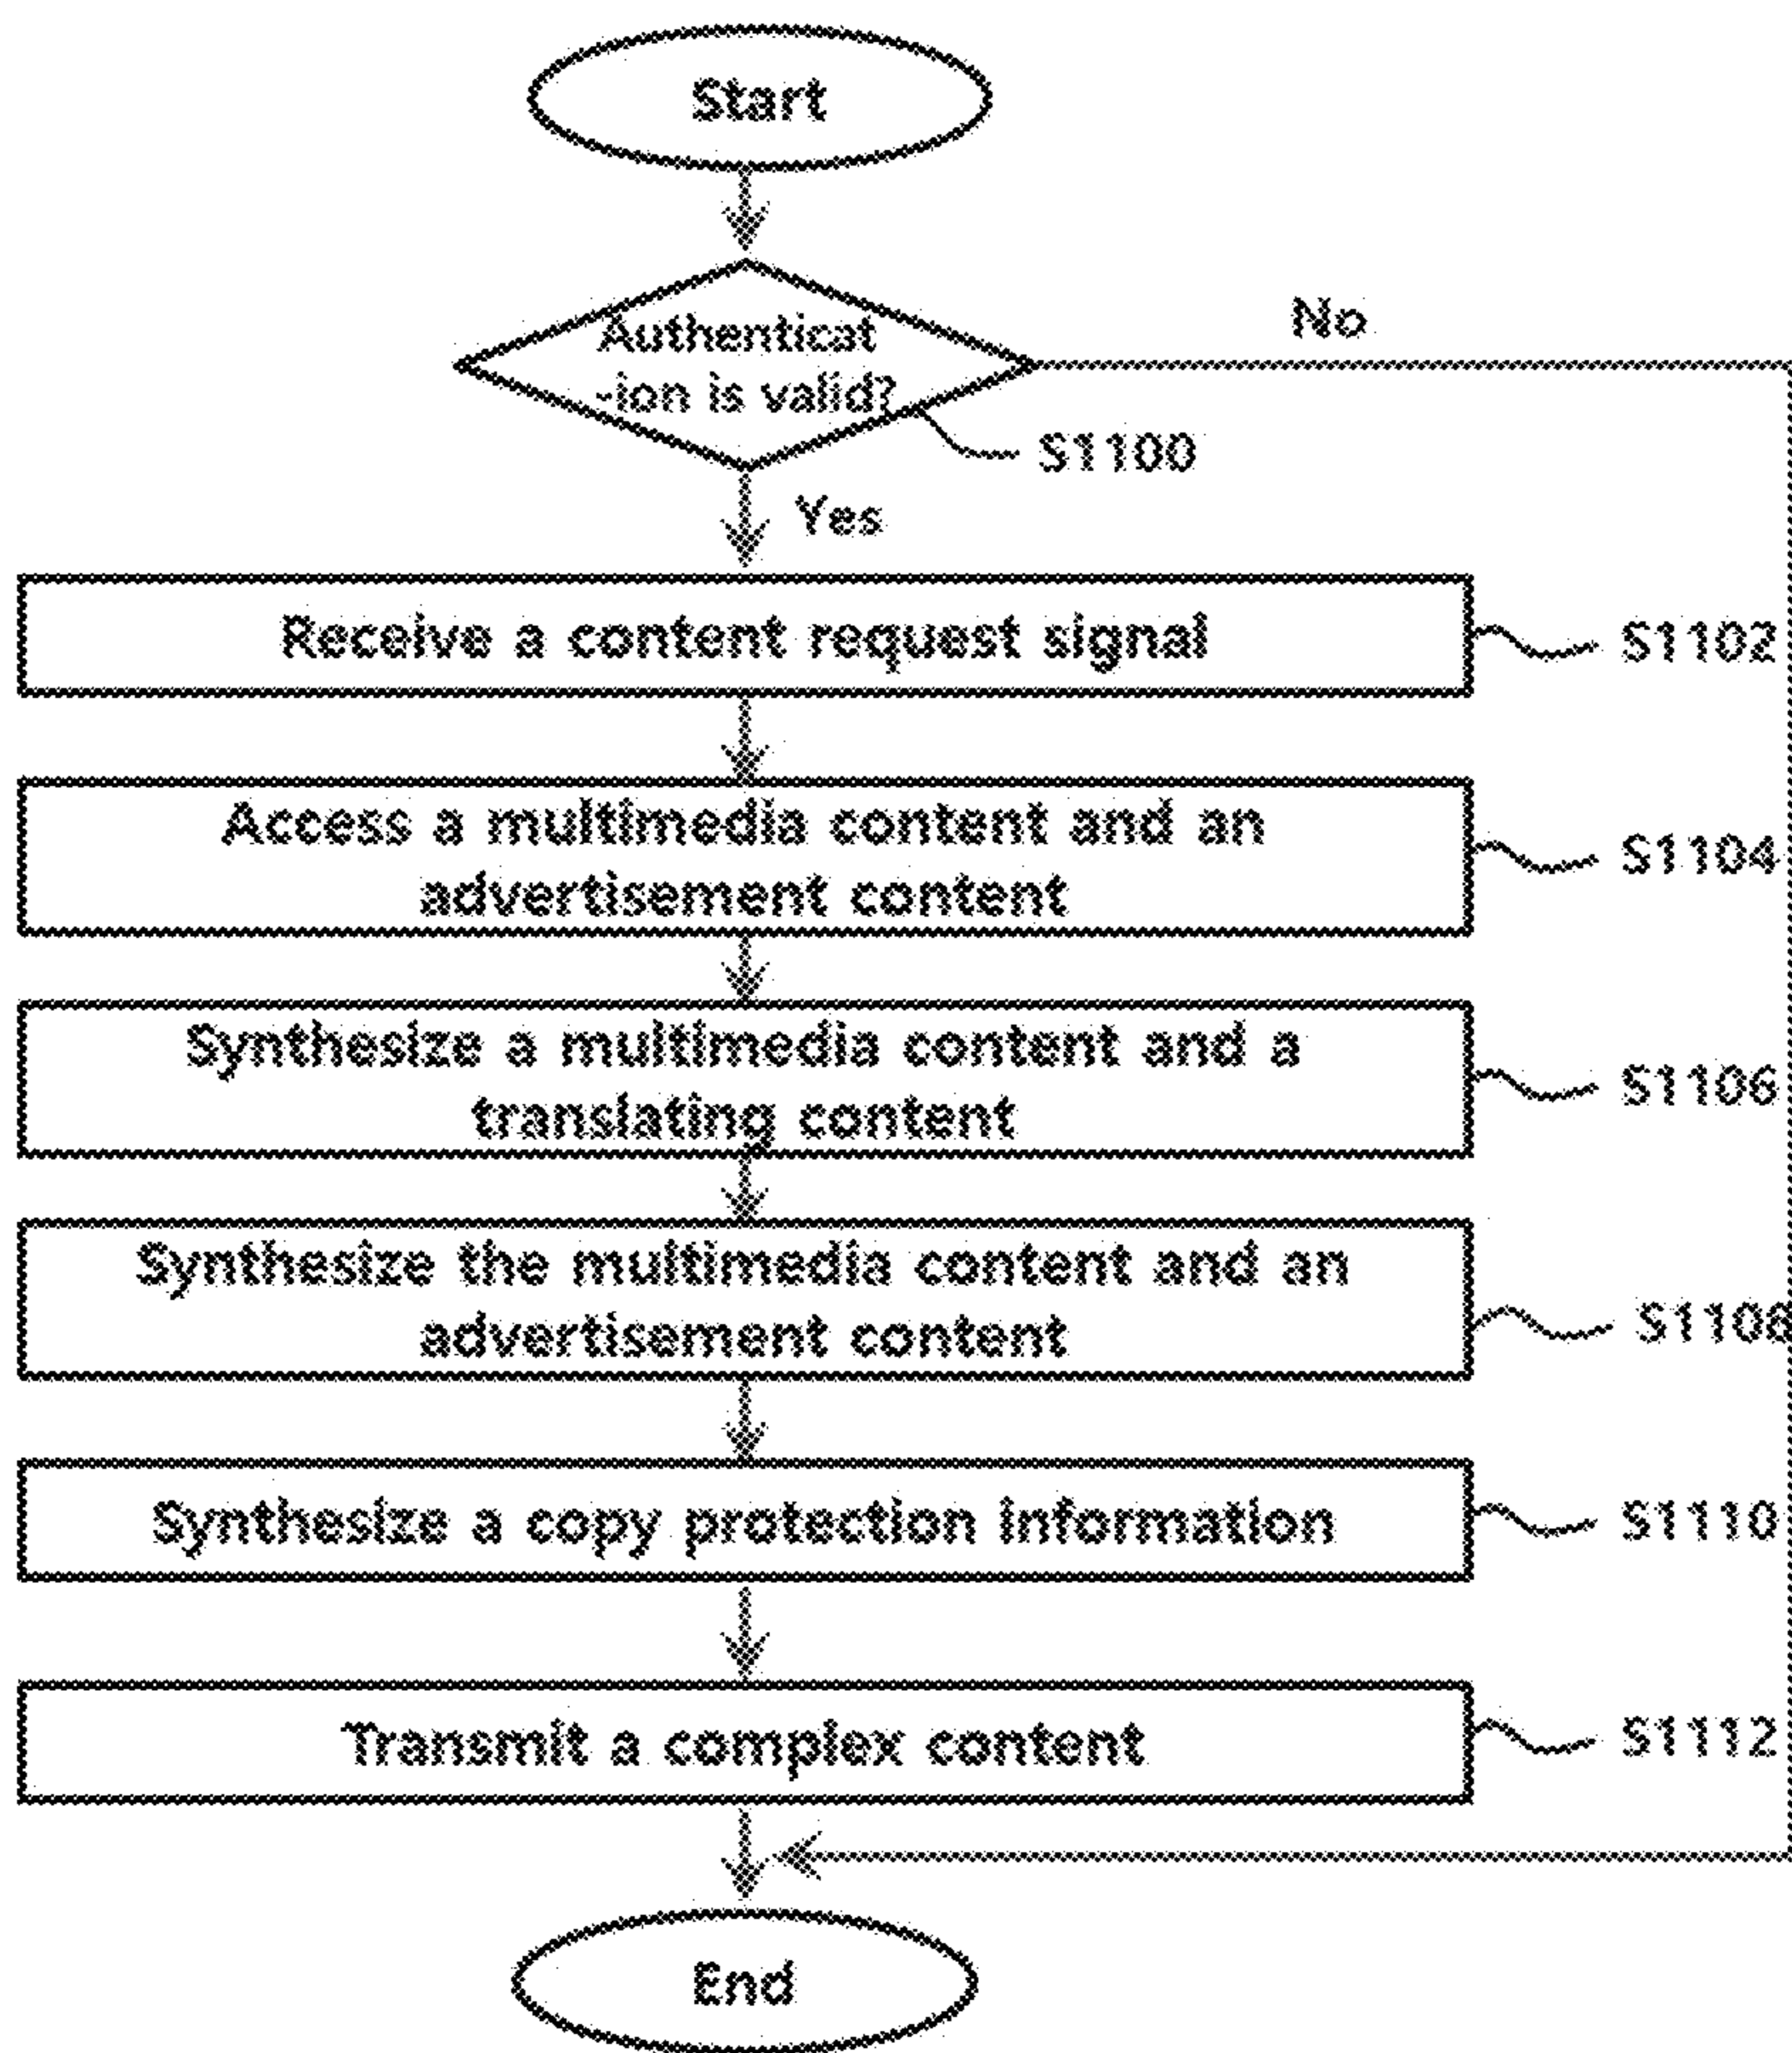 Start
Authenticat
-ion is valid?
No
S1100
Yes
Receive a content request signal
S1102
Access a multimedia content and an
advertisement content
S1104
Synthesize a multimedia content and a
translating content
S1106
Synthesize the multimedia content and an
advertisement content
S1108
Synthesize a copy protection information
S1110
Transmit a complex content
S1112
End